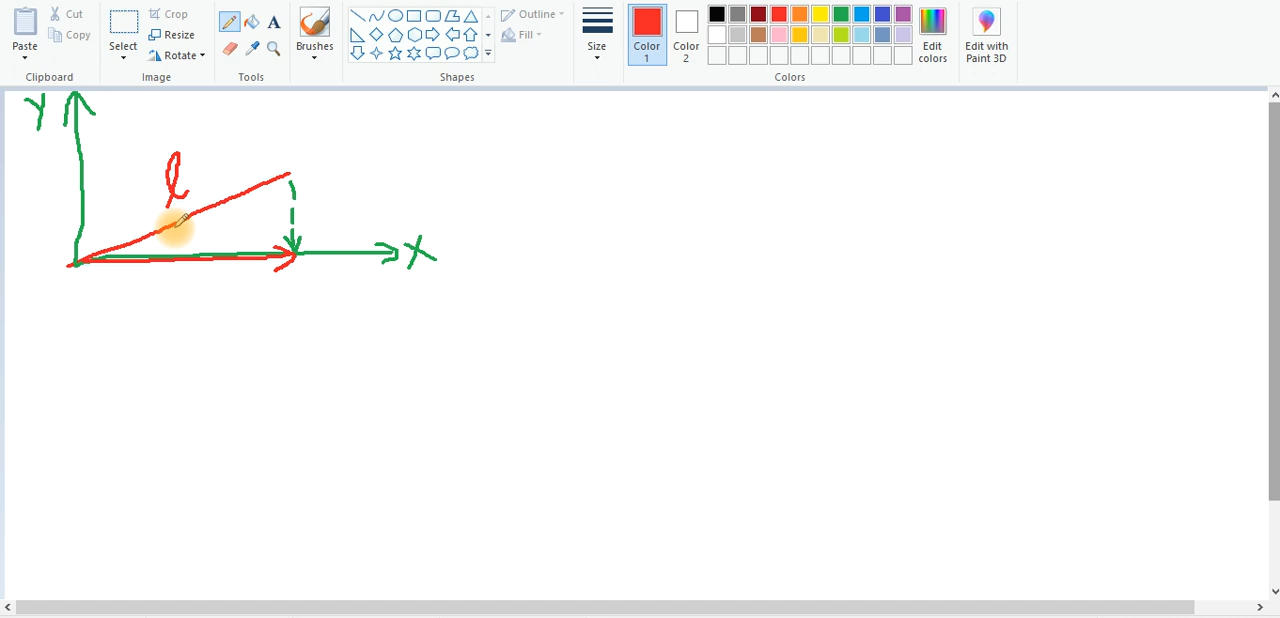 Cut
Crop
Outline
Copy
Resize
Fill
Paste
Select
Rotate
Brushes
Size
Color 1
Color 2
Edit colors
Edit with Paint 3D
Clipboard
Image
Tools
Shapes
Colors
A
Y
l
X